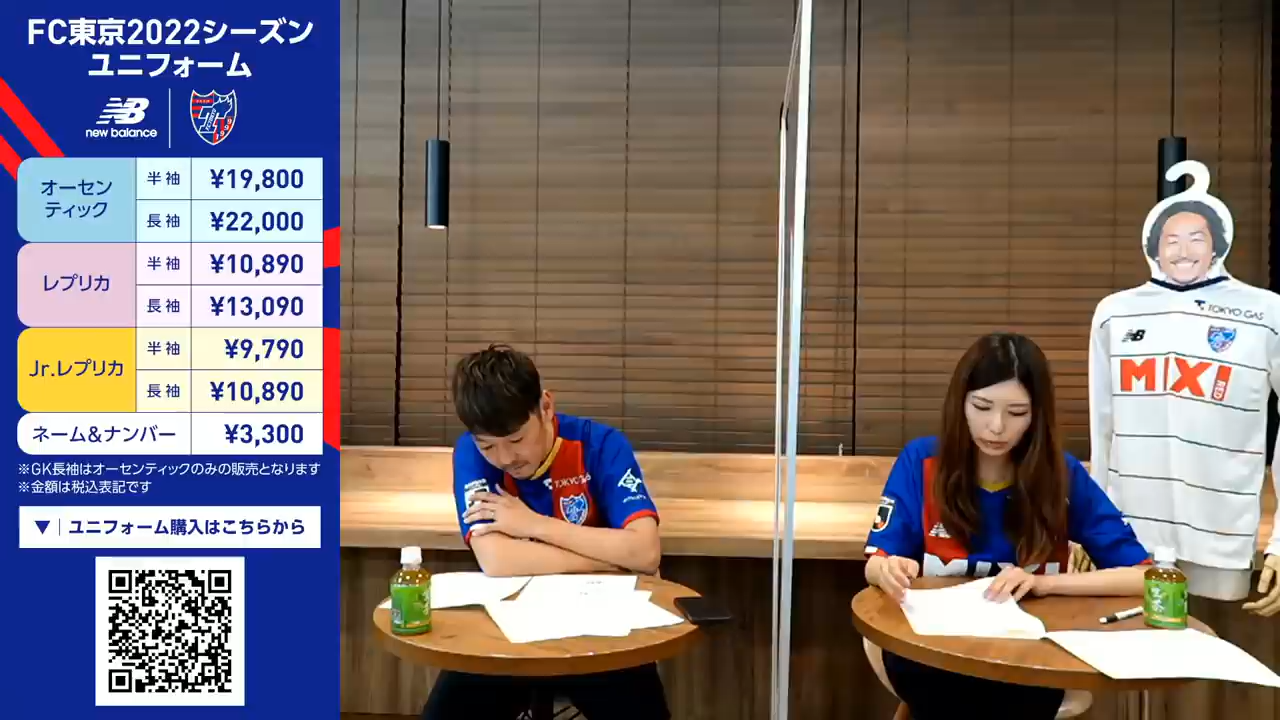 FC東京2022シーズン
ユニフォーム
new balance
オーセン
ティック
半袖 ¥19,800
長袖 ¥22,000
レプリカ
半袖 ¥10,890
長袖 ¥13,090
Jr.レプリカ
半袖 ¥9,790
長袖 ¥10,890
ネーム&ナンバー ¥3,300
※GK長袖はオーセンティックのみの販売となります
※金額は税込表記です
▼｜ユニフォーム購入はこちらから
TOKYO GAS
MIXI
RED
TOKYO GAS
MIXI